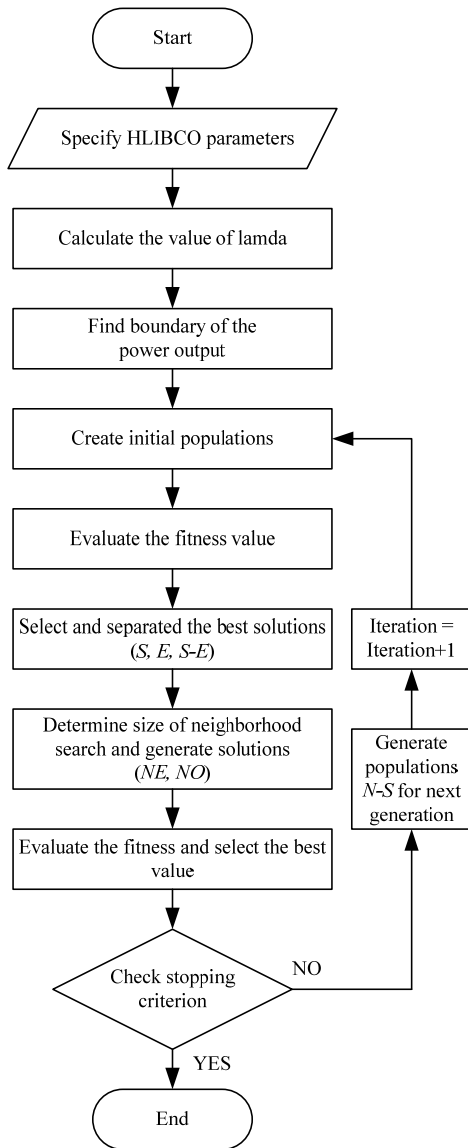 Start
Specify HLIBCO parameters
Calculate the value of lamda
Find boundary of the
power output
Create initial populations
Evaluate the fitness value
Select and separated the best solutions
(S, E, S-E)
Iteration =
Iteration+1
Determine size of neighborhood
search and generate solutions
(NE, NO)
Generate
populations
N-S for next
generation
Evaluate the fitness and select the best
value
Check stopping
criterion
NO
YES
End